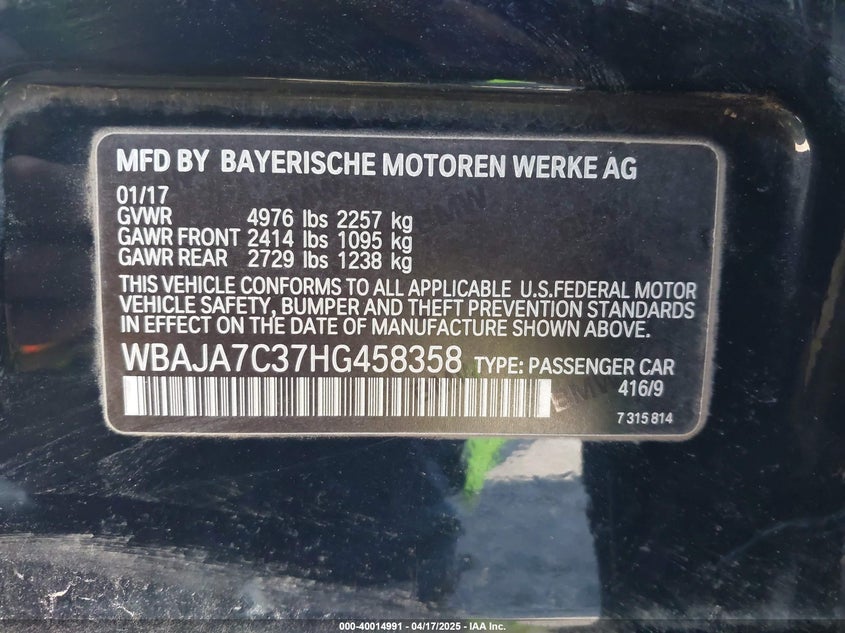 MFD BY BAYERISCHE MOTOREN WERKE AG
01/17
GVWR 4976 lbs 2257 kg
GAWR FRONT 2414 lbs 1095 kg
GAWR REAR 2729 lbs 1238 kg
THIS VEHICLE CONFORMS TO ALL APPLICABLE U.S.FEDERAL MOTOR
VEHICLE SAFETY, BUMPER AND THEFT PREVENTION STANDARDS
IN EFFECT ON THE DATE OF MANUFACTURE SHOWN ABOVE.
WBAJA7C37HG458358 TYPE: PASSENGER CAR
416/9
7 315 814
000-40014991 - 04/17/2025 - IAA Inc.